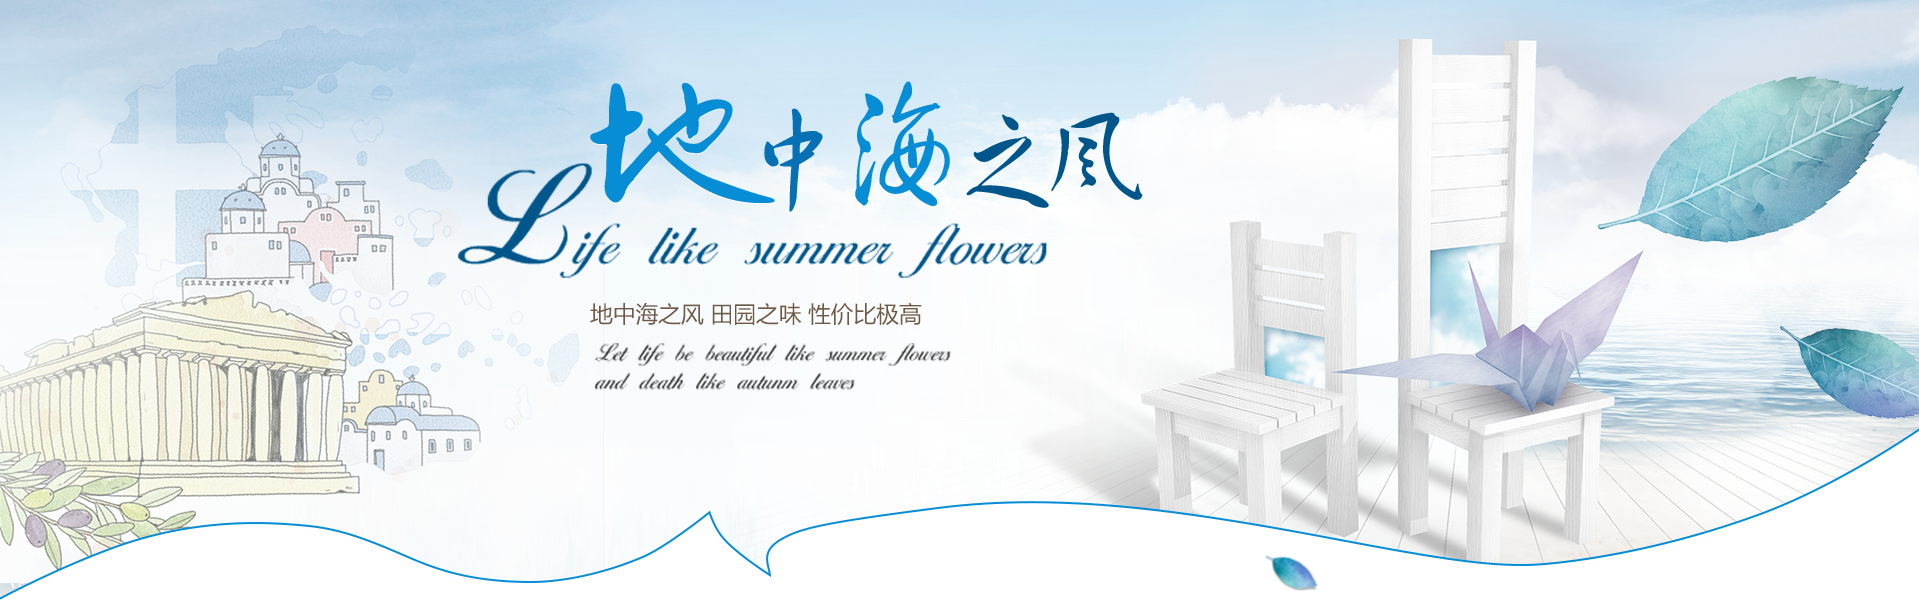 地中海之风
Life like summer flowers
地中海之风 田园之味 性价比极高
Let life be beautiful like summer flowers
and death like autunm leaves